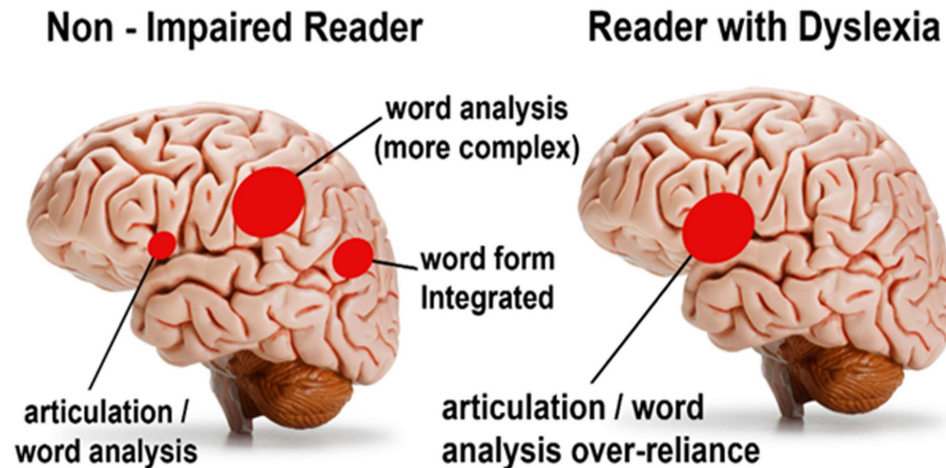 Non - Impaired Reader
Reader with Dyslexia
word analysis
(more complex)
word form
Integrated
articulation /
word analysis
articulation / word
analysis over-reliance